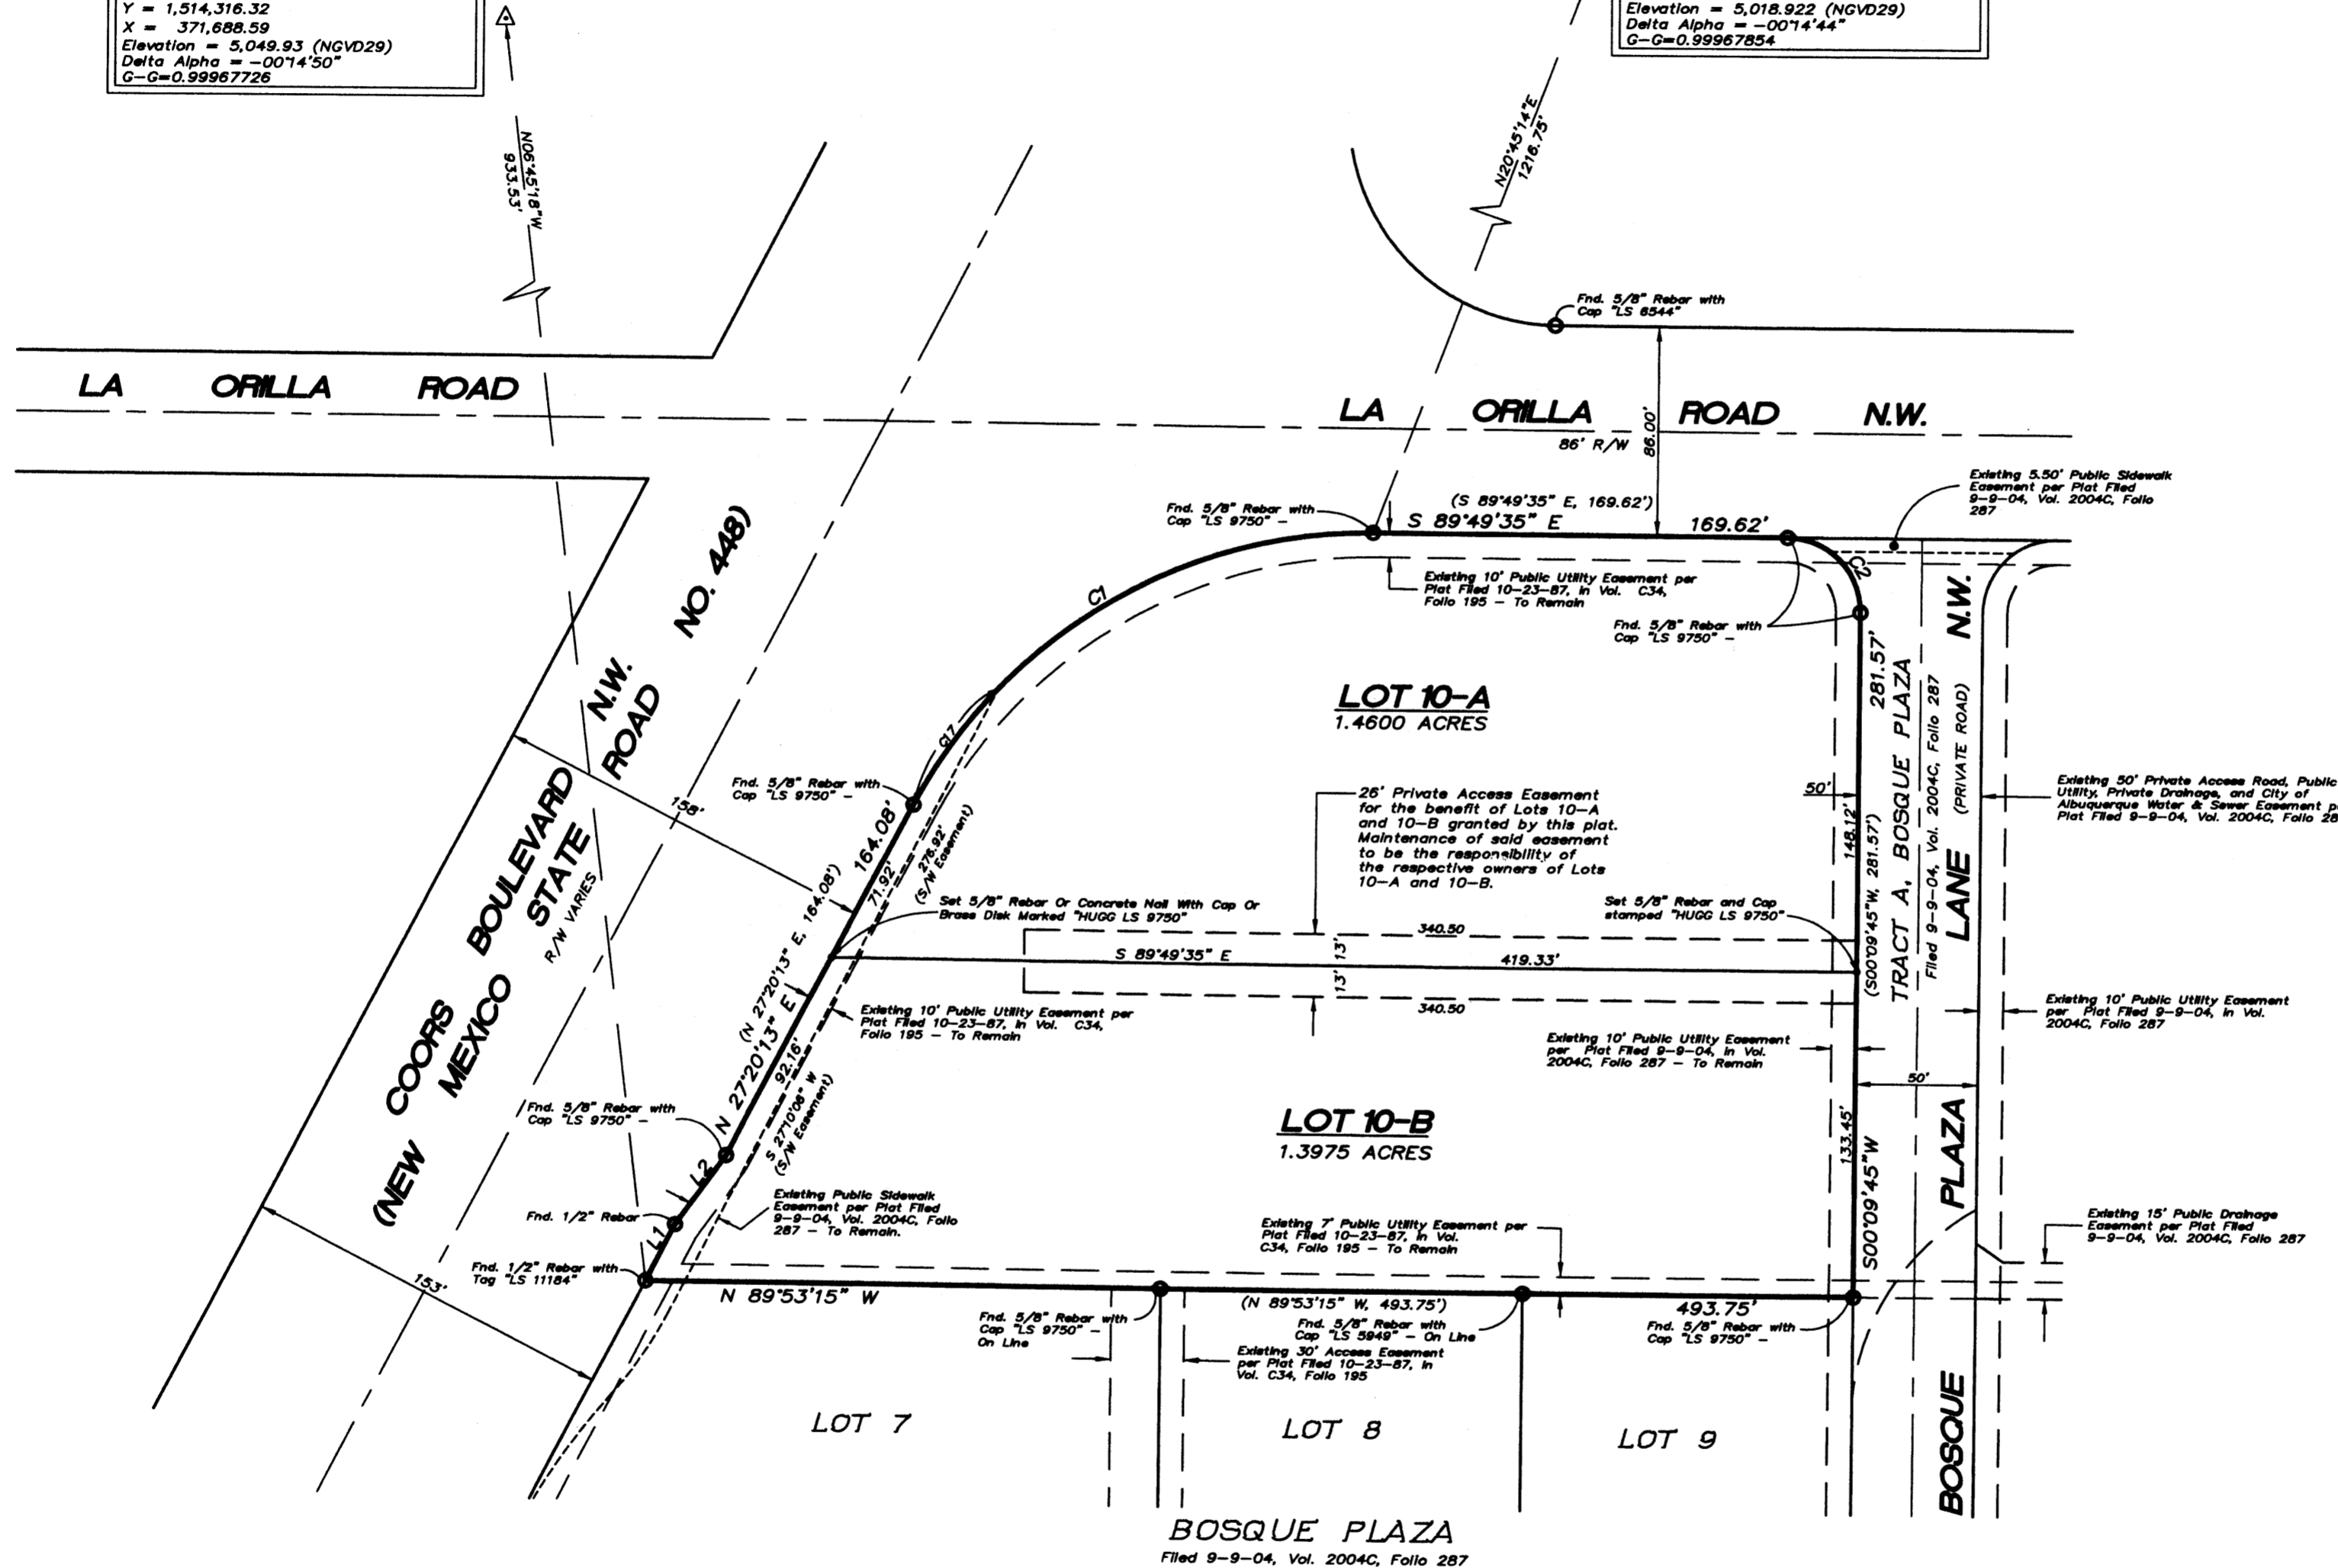 Y = 1,514,316.32
X = 371,688.59
Elevation = 5,049.93 (NGVD29)
Delta Alpha = -00°14'50"
G-G=0.99967726
Elevation = 5,018.922 (NGVD29)
Delta Alpha = -00°14'44"
G-G=0.99967854
N06°45'18"W
933.53'
N20°45'14"E
1216.75'
Fnd. 5/8" Rebar with
Cap "LS 6544"
LA ORILLA ROAD
LA ORILLA ROAD N.W.
86' R/W
86.00'
Existing 5.50' Public Sidewalk
Easement per Plat Filed
9-9-04, Vol. 2004C, Folio
287
(S 89°49'35" E, 169.62')
S 89°49'35" E 169.62'
Fnd. 5/8" Rebar with
Cap "LS 9750" -
C1
C2
Existing 10' Public Utility Easement per
Plat Filed 10-23-87, in Vol. C34,
Folio 195 - To Remain
Fnd. 5/8" Rebar with
Cap "LS 9750" -
LOT 10-A
1.4600 ACRES
C17
Fnd. 5/8" Rebar with
Cap "LS 9750" -
158'
COORS BOULEVARD N.W.
(NEW MEXICO STATE ROAD NO. 448)
R/W VARIES
(N 27°20'13" E, 164.08')
N 27°20'13" E 164.08'
71.92'
92.16'
276.92'
(S/W Easement)
S 27°10'06" W
(S/W Easement)
26' Private Access Easement
for the benefit of Lots 10-A
and 10-B granted by this plat.
Maintenance of said easement
to be the responsibility of
the respective owners of Lots
10-A and 10-B.
50'
281.57'
148.12'
(S00°09'45"W, 281.57')
TRACT A, BOSQUE PLAZA
Filed 9-9-04, Vol. 2004C, Folio 287
BOSQUE PLAZA LANE N.W.
(PRIVATE ROAD)
Existing 50' Private Access Road, Public
Utility, Private Drainage, and City of
Albuquerque Water & Sewer Easement p
Plat Filed 9-9-04, Vol. 2004C, Folio 28
Set 5/8" Rebar Or Concrete Nail With Cap Or
Brass Disk Marked "HUGG LS 9750"
Set 5/8" Rebar and Cap
stamped "HUGG LS 9750"
340.50
S 89°49'35" E 419.33'
13' 13'
340.50
Existing 10' Public Utility Easement per
Plat Filed 10-23-87, in Vol. C34,
Folio 195 - To Remain
Existing 10' Public Utility Easement
per Plat Filed 9-9-04, in Vol.
2004C, Folio 287
Existing 10' Public Utility Easement
per Plat Filed 9-9-04, in Vol.
2004C, Folio 287 - To Remain
50'
133.45'
S00°09'45"W
Fnd. 5/8" Rebar with
Cap "LS 9750" -
LOT 10-B
1.3975 ACRES
L2
L1
Fnd. 1/2" Rebar
Fnd. 1/2" Rebar with
Tag "LS 11184"
153'
Existing Public Sidewalk
Easement per Plat Filed
9-9-04, Vol. 2004C, Folio
287 - To Remain.
Existing 7' Public Utility Easement per
Plat Filed 10-23-87, in Vol.
C34, Folio 195 - To Remain
Existing 15' Public Drainage
Easement per Plat Filed
9-9-04, Vol. 2004C, Folio 287
N 89°53'15" W
(N 89°53'15" W, 493.75')
493.75'
Fnd. 5/8" Rebar with
Cap "LS 9750" -
On Line
Fnd. 5/8" Rebar with
Cap "LS 5949" - On Line
Fnd. 5/8" Rebar with
Cap "LS 9750" -
Existing 30' Access Easement
per Plat Filed 10-23-87, in
Vol. C34, Folio 195
LOT 7
LOT 8
LOT 9
BOSQUE PLAZA
Filed 9-9-04, Vol. 2004C, Folio 287